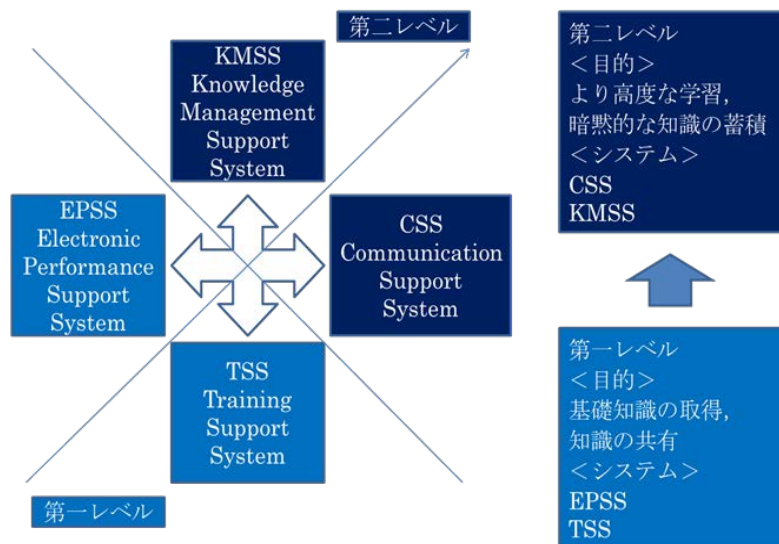 第二レベル
KMSS
Knowledge
Management
Support
System
EPSS
Electronic
Performance
Support
System
CSS
Communication
Support
System
TSS
Training
Support
System
第一レベル
第二レベル
＜目的＞
より高度な学習,
暗黙的な知識の蓄積
＜システム＞
CSS
KMSS
第一レベル
＜目的＞
基礎知識の取得,
知識の共有
＜システム＞
EPSS
TSS